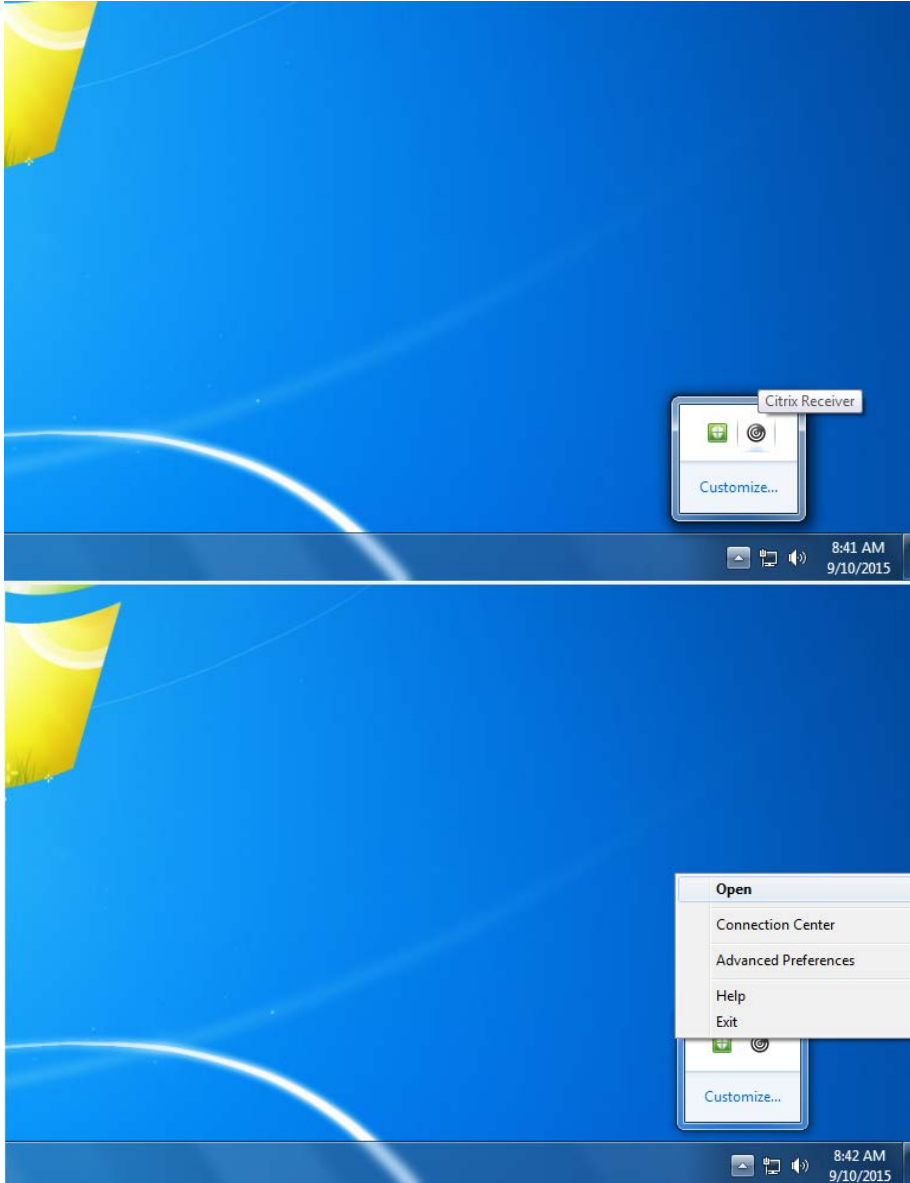 Citrix Receiver
Customize...
8:41 AM
9/10/2015
Open
Connection Center
Advanced Preferences
Help
Exit
Customize...
8:42 AM
9/10/2015